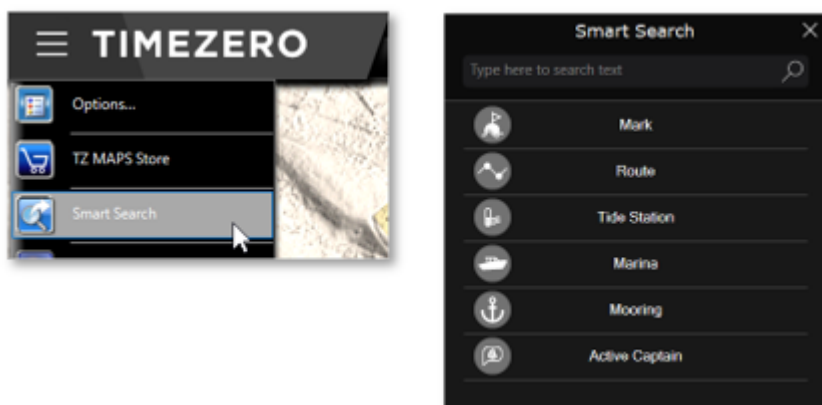 TIMEZERO
Options...
TZ MAPS Store
Smart Search
Smart Search
Type here to search text
Mark
Route
Tide Station
Marina
Mooring
Active Captain